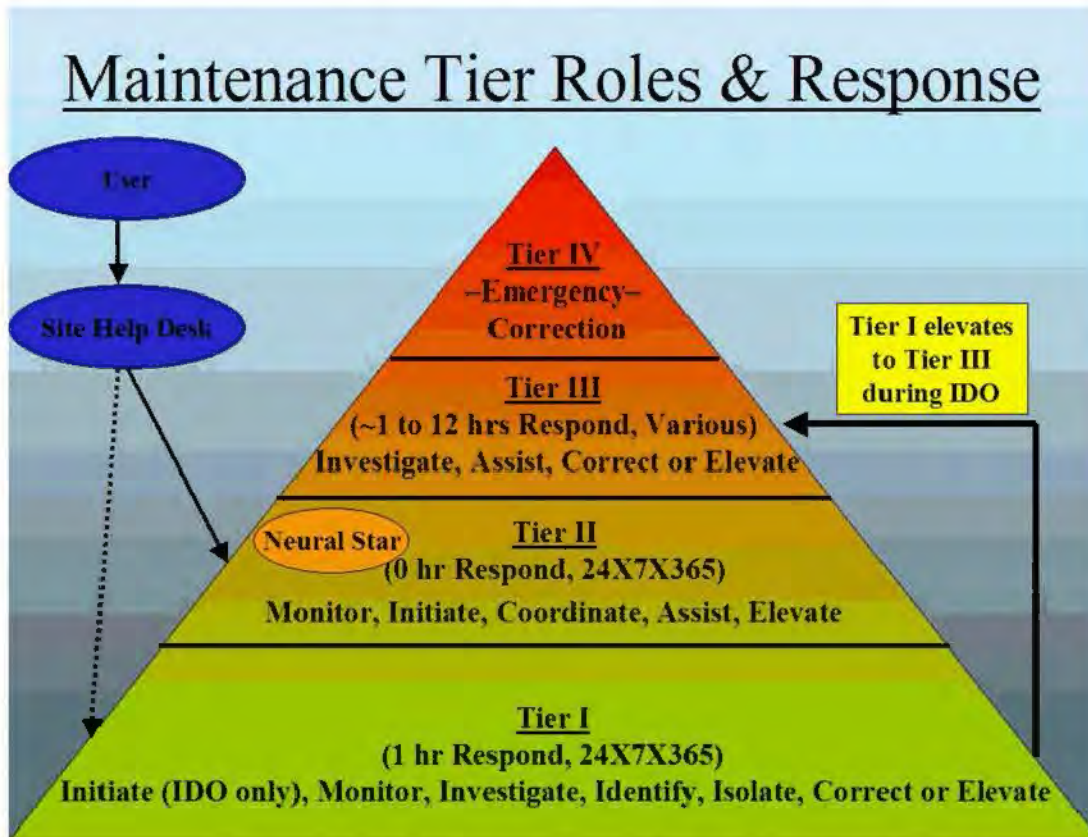 Maintenance Tier Roles & Response
User
Site Help Desk
Tier IV
–Emergency–
Correction
Tier I elevates
to Tier III
during IDO
Tier III
(~1 to 12 hrs Respond, Various)
Investigate, Assist, Correct or Elevate
Neural Star
Tier II
(0 hr Respond, 24X7X365)
Monitor, Initiate, Coordinate, Assist, Elevate
Tier I
(1 hr Respond, 24X7X365)
Initiate (IDO only), Monitor, Investigate, Identify, Isolate, Correct or Elevate